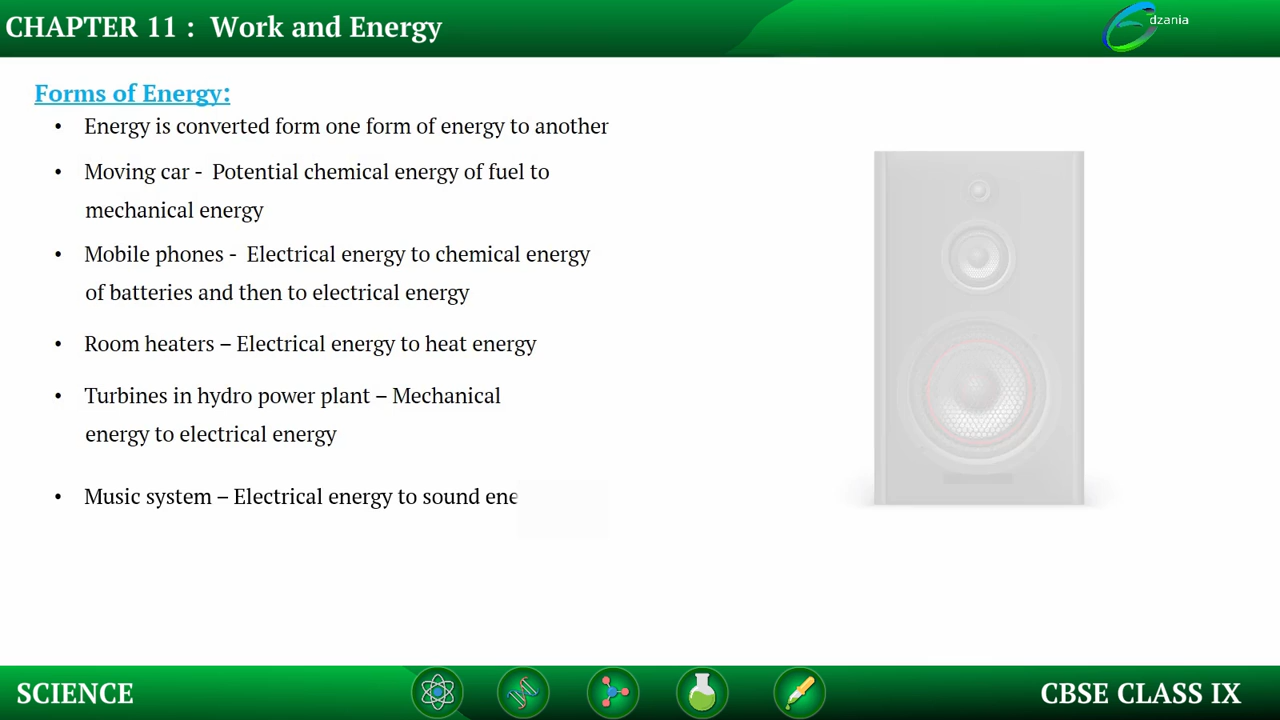 CHAPTER 11 : Work and Energy
dzania
Forms of Energy:
• Energy is converted form one form of energy to another
• Moving car - Potential chemical energy of fuel to
mechanical energy
• Mobile phones - Electrical energy to chemical energy
of batteries and then to electrical energy
• Room heaters – Electrical energy to heat energy
• Turbines in hydro power plant – Mechanical
energy to electrical energy
• Music system – Electrical energy to sound ene
SCIENCE
CBSE CLASS IX